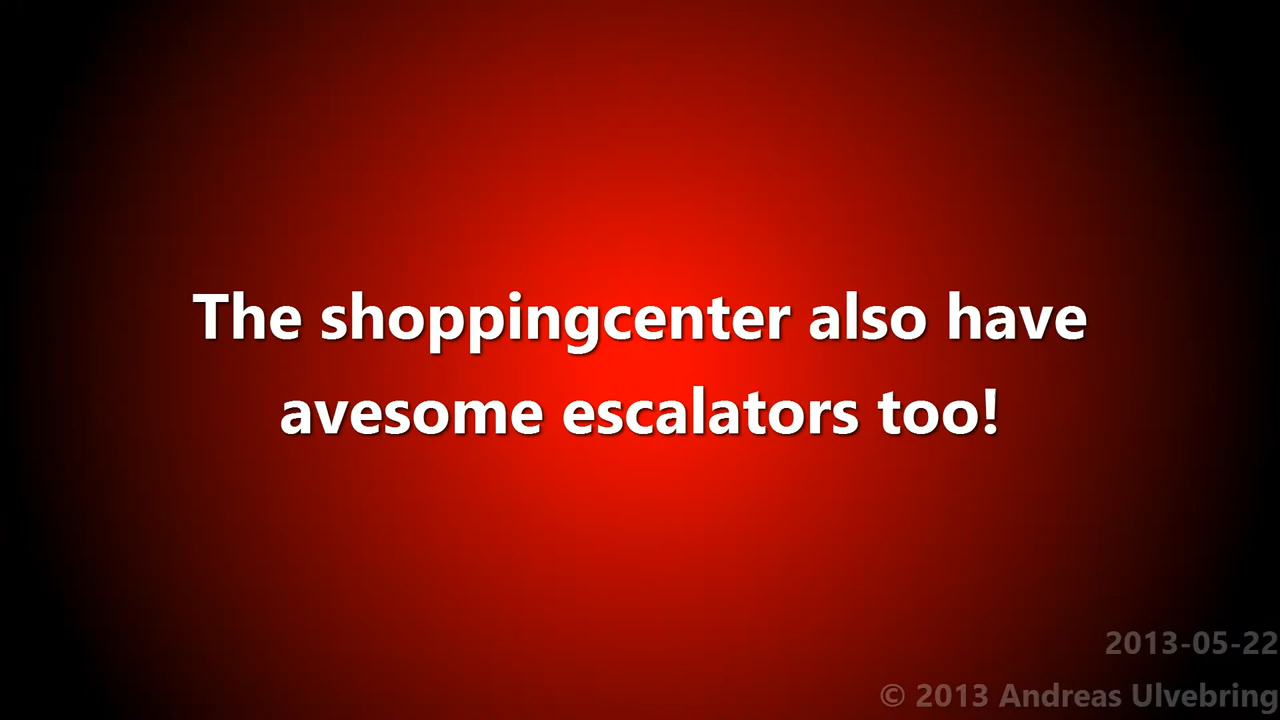 The shoppingcenter also have
avesome escalators too!
2013-05-22
© 2013 Andreas Ulvebring